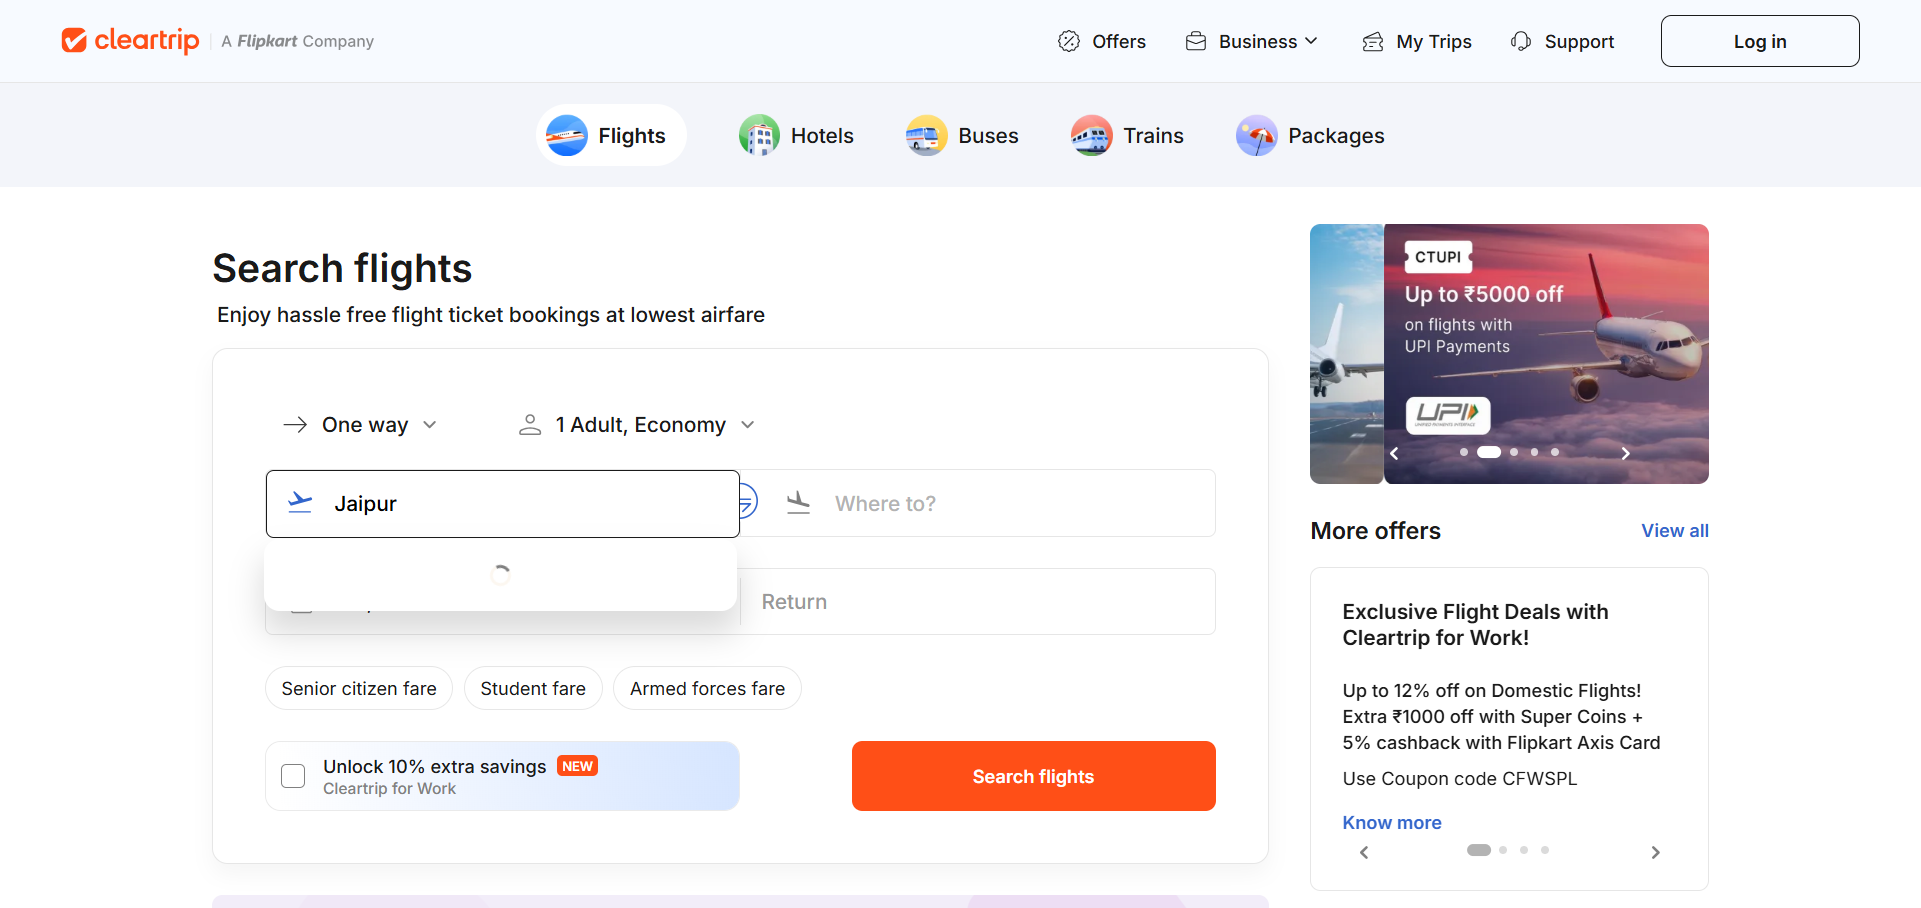 cleartrip
A Flipkart Company
Offers
Business
My Trips
Support
Log in
Flights
Hotels
Buses
Trains
Packages
Search flights
Enjoy hassle free flight ticket bookings at lowest airfare
One way
1 Adult, Economy
Jaipur
Where to?
Return
Senior citizen fare
Student fare
Armed forces fare
Unlock 10% extra savings NEW
Cleartrip for Work
Search flights
CTUPI
Up to ₹5000 off
on flights with
UPI Payments
UPI
UNIFIED PAYMENTS INTERFACE
More offers
View all
Exclusive Flight Deals with
Cleartrip for Work!
Up to 12% off on Domestic Flights!
Extra ₹1000 off with Super Coins +
5% cashback with Flipkart Axis Card
Use Coupon code CFWSPL
Know more